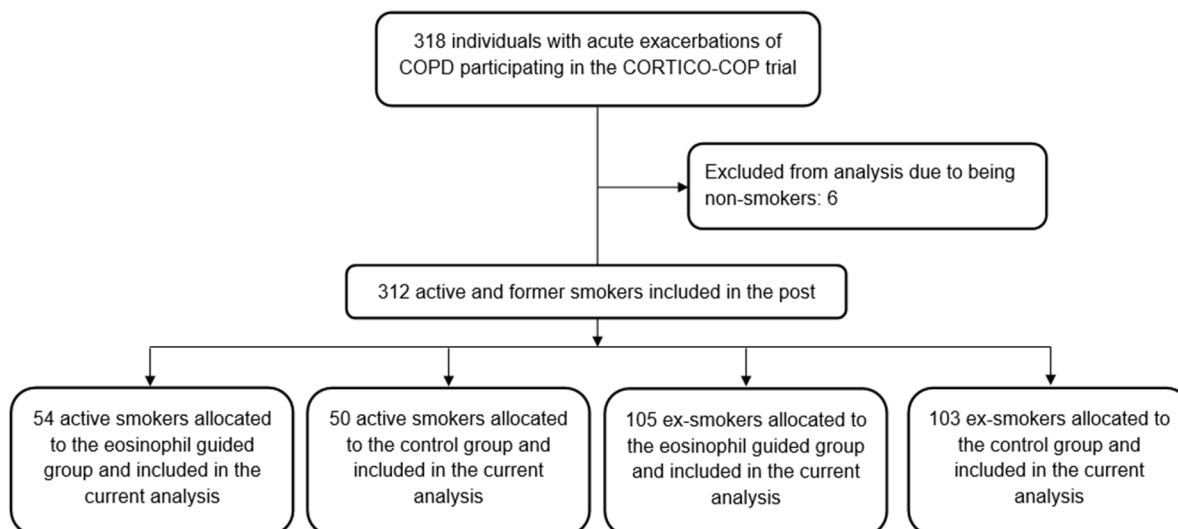 318 individuals with acute exacerbations of
COPD participating in the CORTICO-COP trial
Excluded from analysis due to being
non-smokers: 6
312 active and former smokers included in the post
54 active smokers allocated
to the eosinophil guided
group and included in the
current analysis
50 active smokers allocated
to the control group and
included in the current
analysis
105 ex-smokers allocated to
the eosinophil guided group
and included in the current
analysis
103 ex-smokers allocated to
the control group and
included in the current
analysis